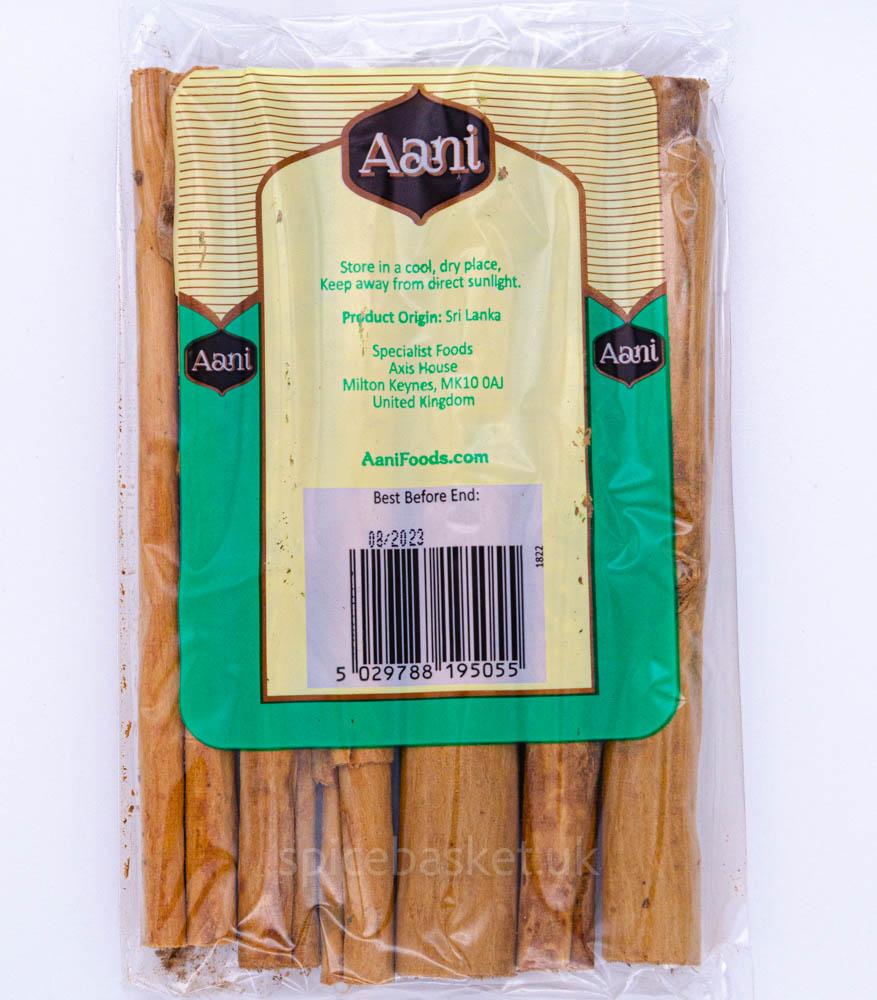 Aani
Store in a cool, dry place,
Keep away from direct sunlight.
Product Origin: Sri Lanka
Aani
Aani
Specialist Foods
Axis House
Milton Keynes, MK10 0AJ
United Kingdom
AaniFoods.com
Best Before End:
08/2023
1822
5 029788 195055
spicebasket.uk